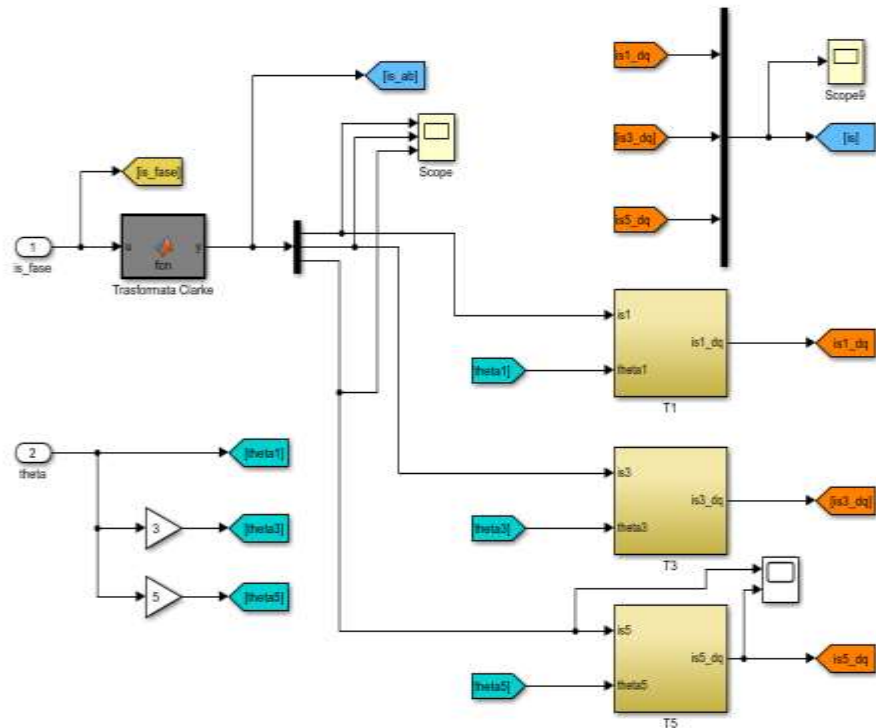 is1_dq
[is_ab]
Scope9
[is3_dq]
[is]
Scope
[is_fase]
is5_dq
1
u
fcn
y
is_fase
Trasformata Clarke
is1
is1_dq
is1_dq
[theta1]
theta1
T1
2
[theta1]
theta
is3
is3_dq
[is3_dq]
3
[theta3]
[theta3]
theta3
T3
5
[theta5]
is5
is5_dq
is5_dq
[theta5]
theta5
T5